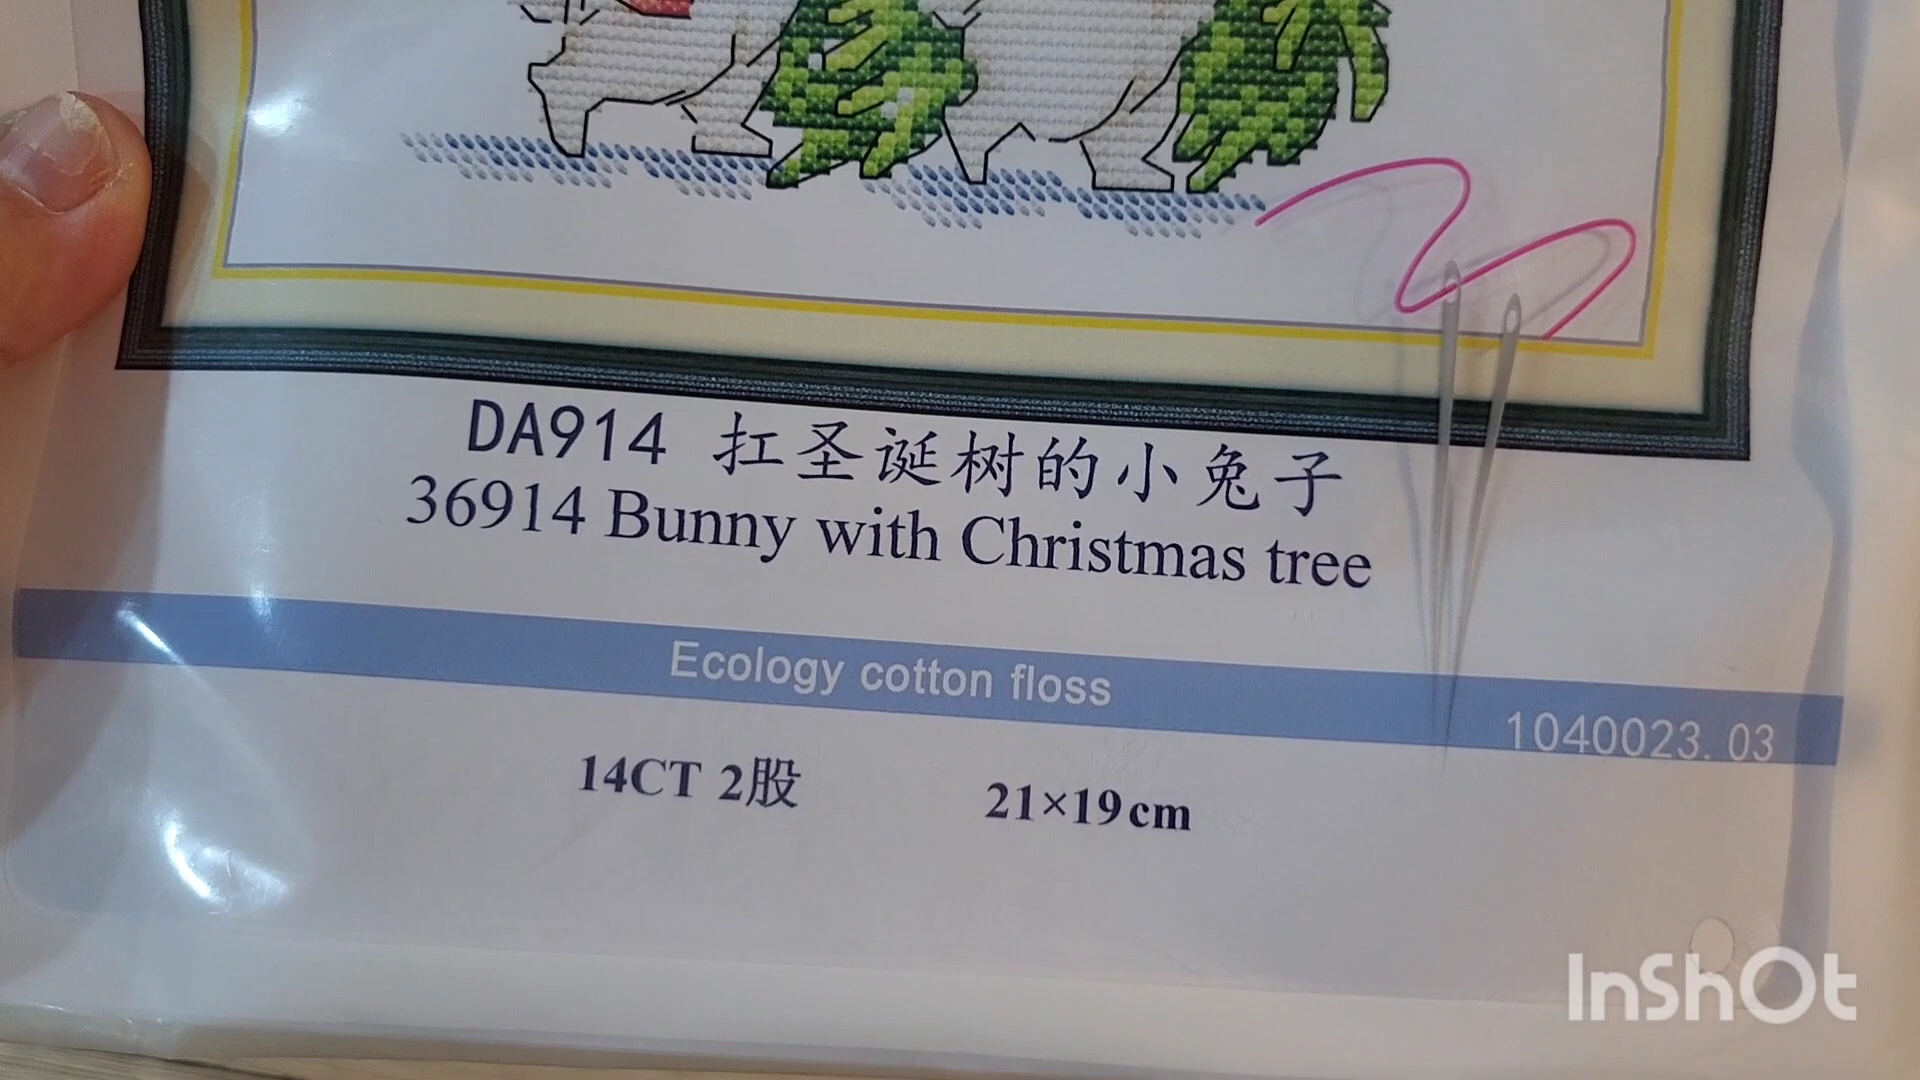 DA914 扛圣诞树的小兔子
36914 Bunny with Christmas tree
Ecology cotton floss
1040023.03
14CT 2股 21×19cm
InShOt